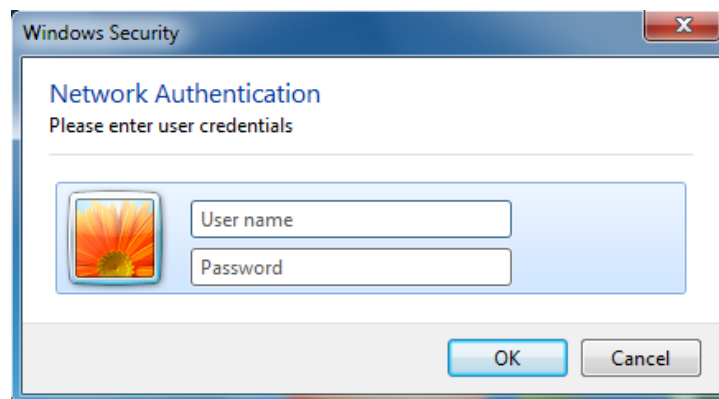 Windows Security
Network Authentication
Please enter user credentials
User name
Password
OK
Cancel